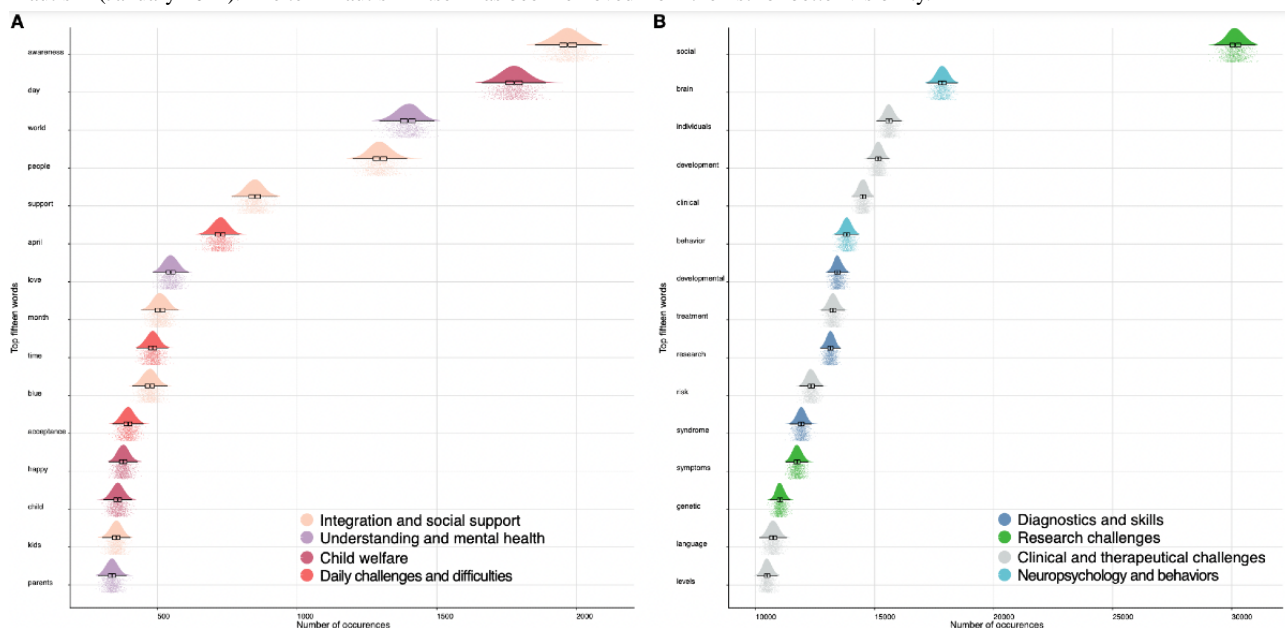 A
awareness
day
world
people
support
april
love
month
time
blue
acceptance
happy
child
kids
parents
Top fifteen words
500
1000
1500
2000
Number of occurences
Integration and social support
Understanding and mental health
Child welfare
Daily challenges and difficulties
B
social
brain
individuals
development
clinical
behavior
developmental
treatment
research
risk
syndrome
symptoms
genetic
language
levels
Top fifteen words
10000
15000
20000
25000
30000
Number of occurences
Diagnostics and skills
Research challenges
Clinical and therapeutical challenges
Neuropsychology and behaviors